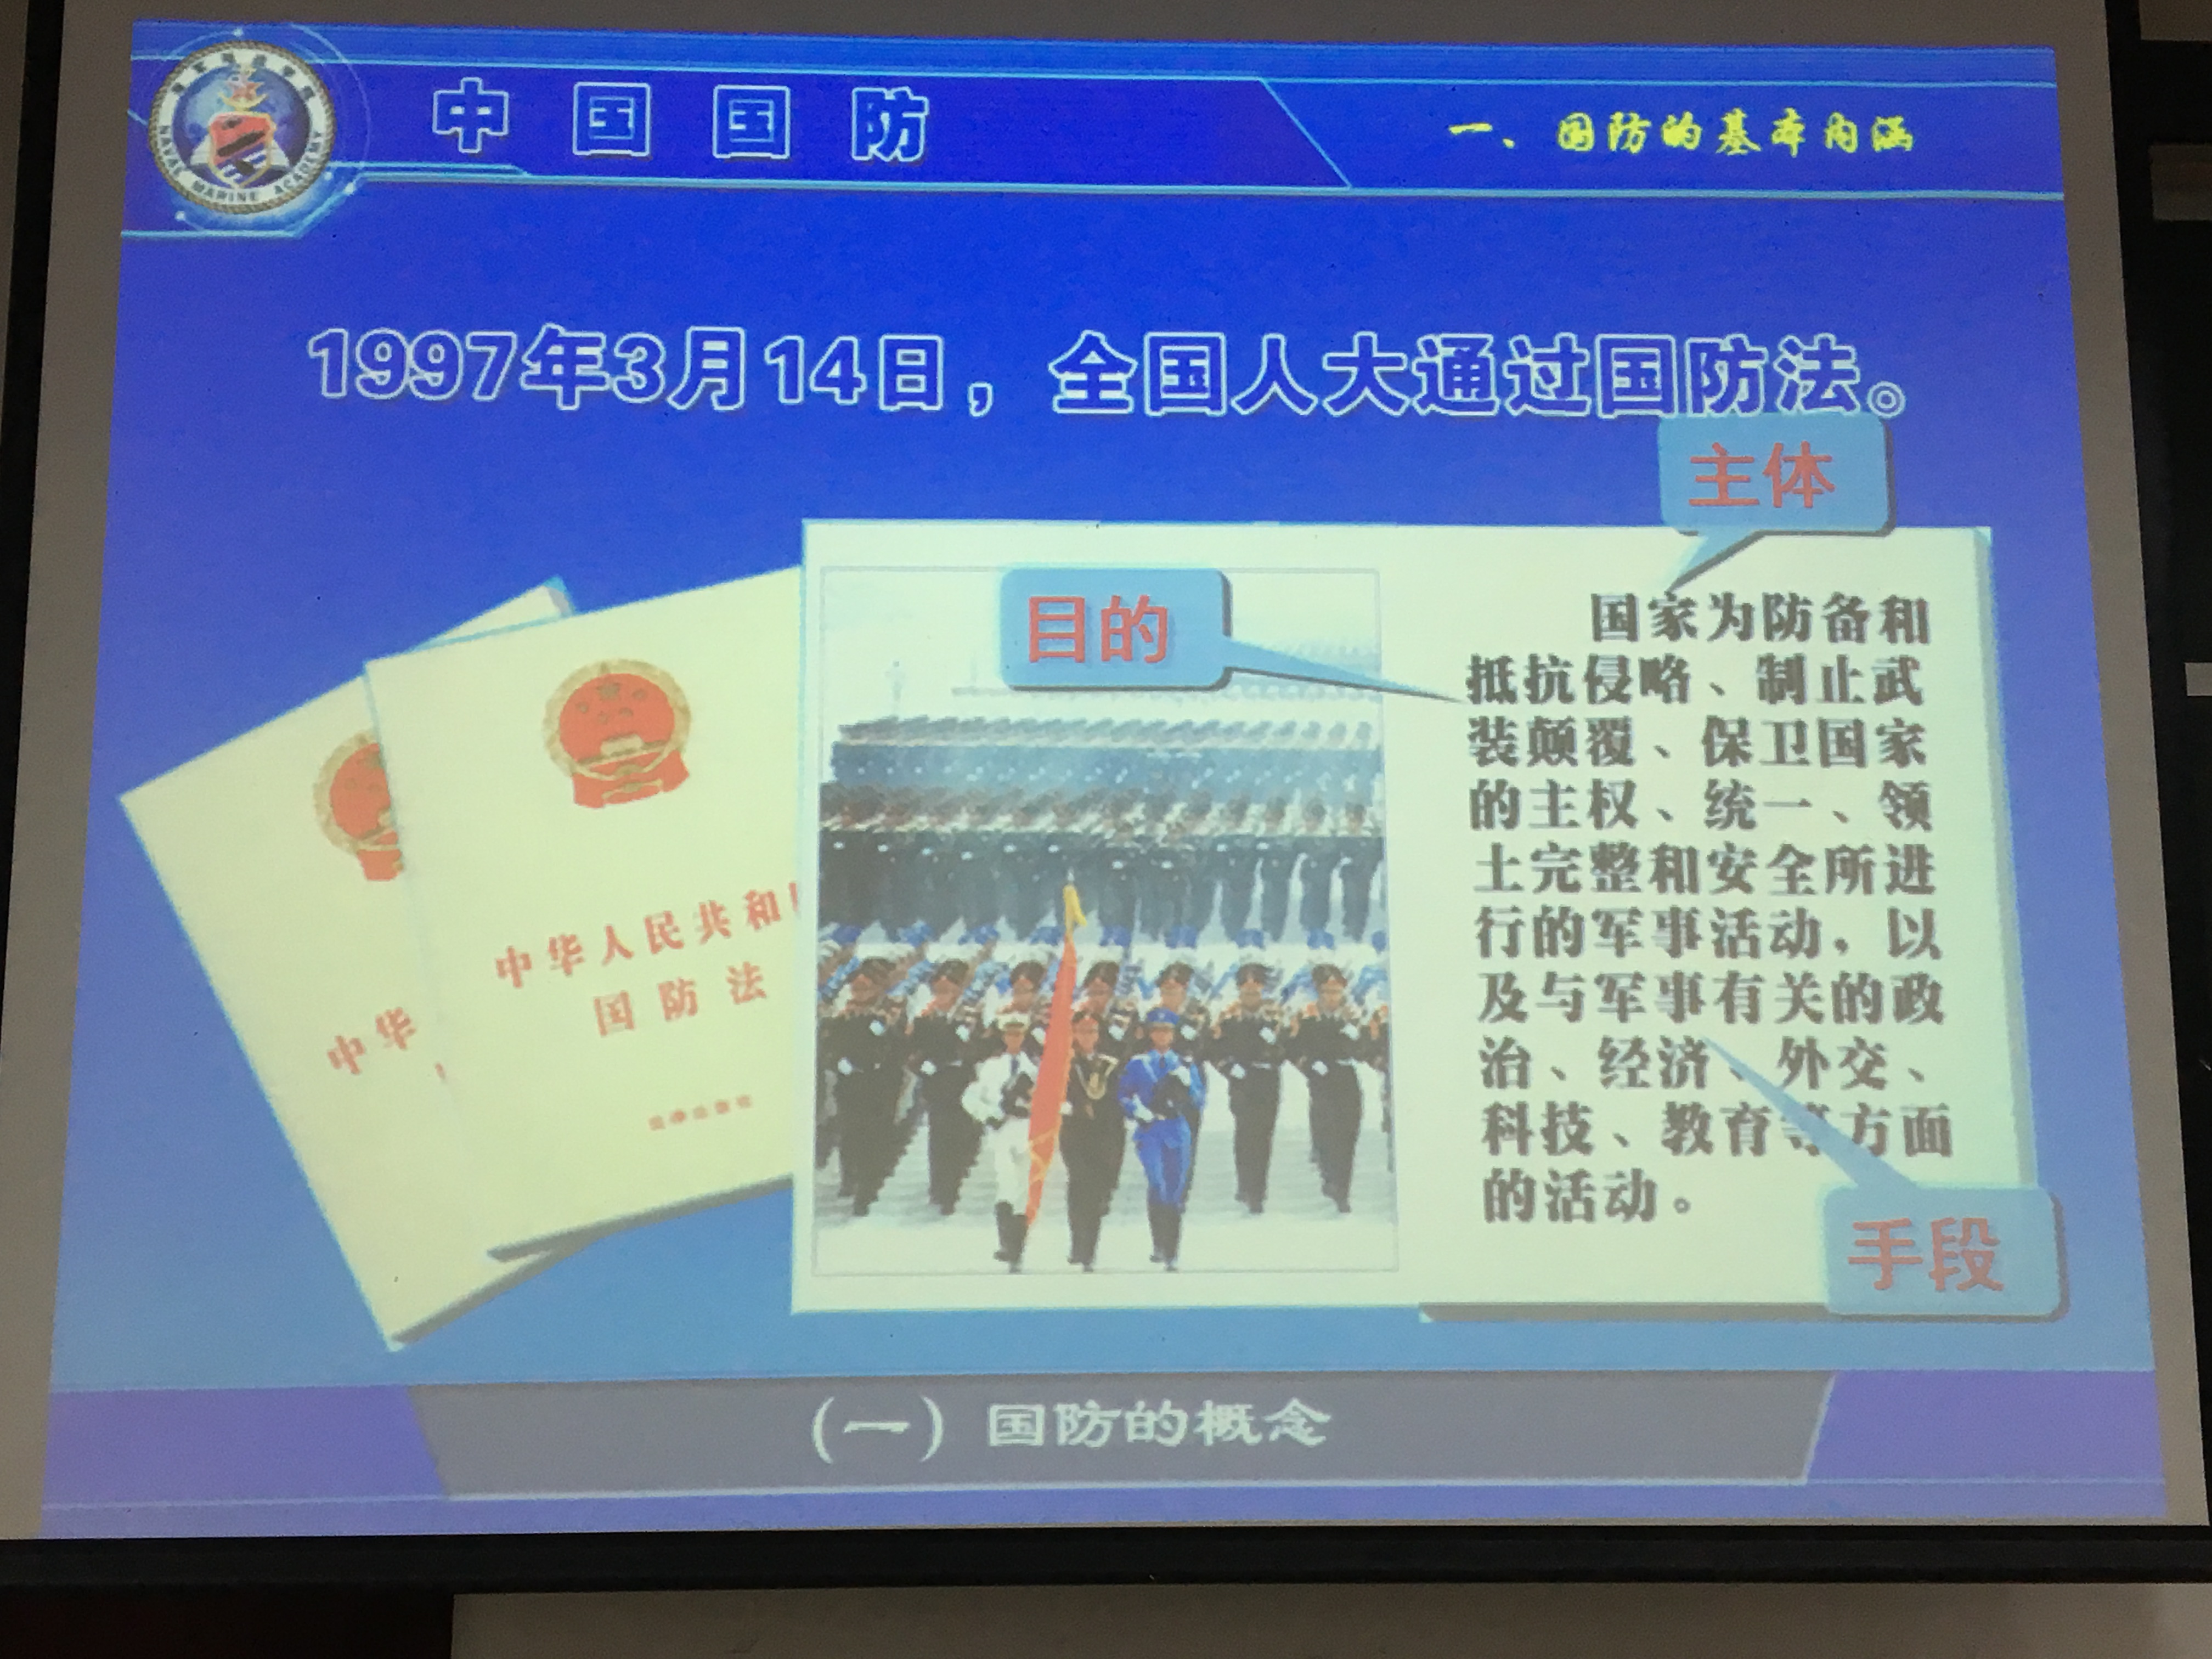 中国国防
一、国防的基本内涵
NAVAL MARINE ACADEMY
1997年3月14日，全国人大通过国防法。
主体
目的
国家为防备和
抵抗侵略、制止武
装颠覆、保卫国家
的主权、统一、领
土完整和安全所进
行的军事活动，以
及与军事有关的政
治、经济、外交、
科技、教育等方面
的活动。
手段
中华人民共和
国防法
中华
（一）国防的概念